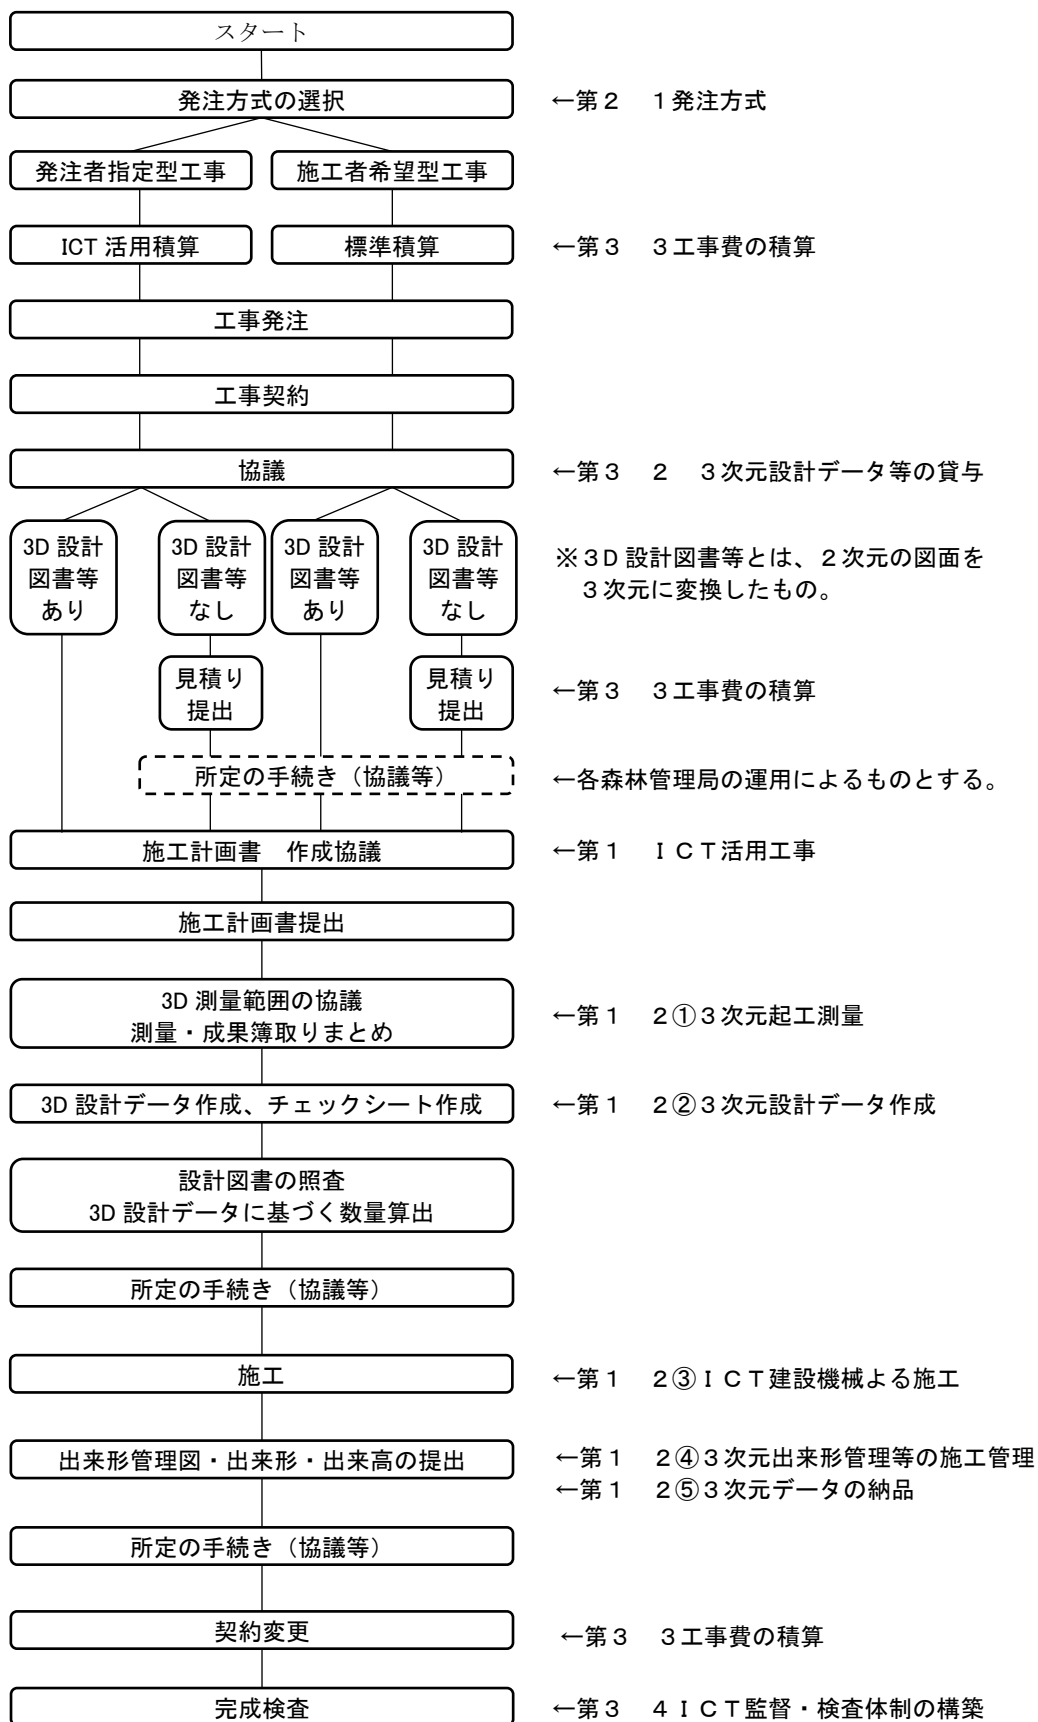 スタート
発注方式の選択
←第２　１発注方式
発注者指定型工事
施工者希望型工事
ICT 活用積算
標準積算
←第３　３工事費の積算
工事発注
工事契約
協議
←第３　２　３次元設計データ等の貸与
3D 設計
図書等
あり
3D 設計
図書等
なし
3D 設計
図書等
あり
3D 設計
図書等
なし
※３D 設計図書等とは、２次元の図面を
３次元に変換したもの。
見積り
提出
見積り
提出
←第３　３工事費の積算
所定の手続き（協議等）
←各森林管理局の運用によるものとする。
施工計画書　作成協議
←第１　ＩＣＴ活用工事
施工計画書提出
3D 測量範囲の協議
測量・成果簿取りまとめ
←第１　２①３次元起工測量
3D 設計データ作成、チェックシート作成
←第１　２②３次元設計データ作成
設計図書の照査
3D 設計データに基づく数量算出
所定の手続き（協議等）
施工
←第１　２③ＩＣＴ建設機械よる施工
出来形管理図・出来形・出来高の提出
←第１　２④３次元出来形管理等の施工管理
←第１　２⑤３次元データの納品
所定の手続き（協議等）
契約変更
←第３　３工事費の積算
完成検査
←第３　４ＩＣＴ監督・検査体制の構築